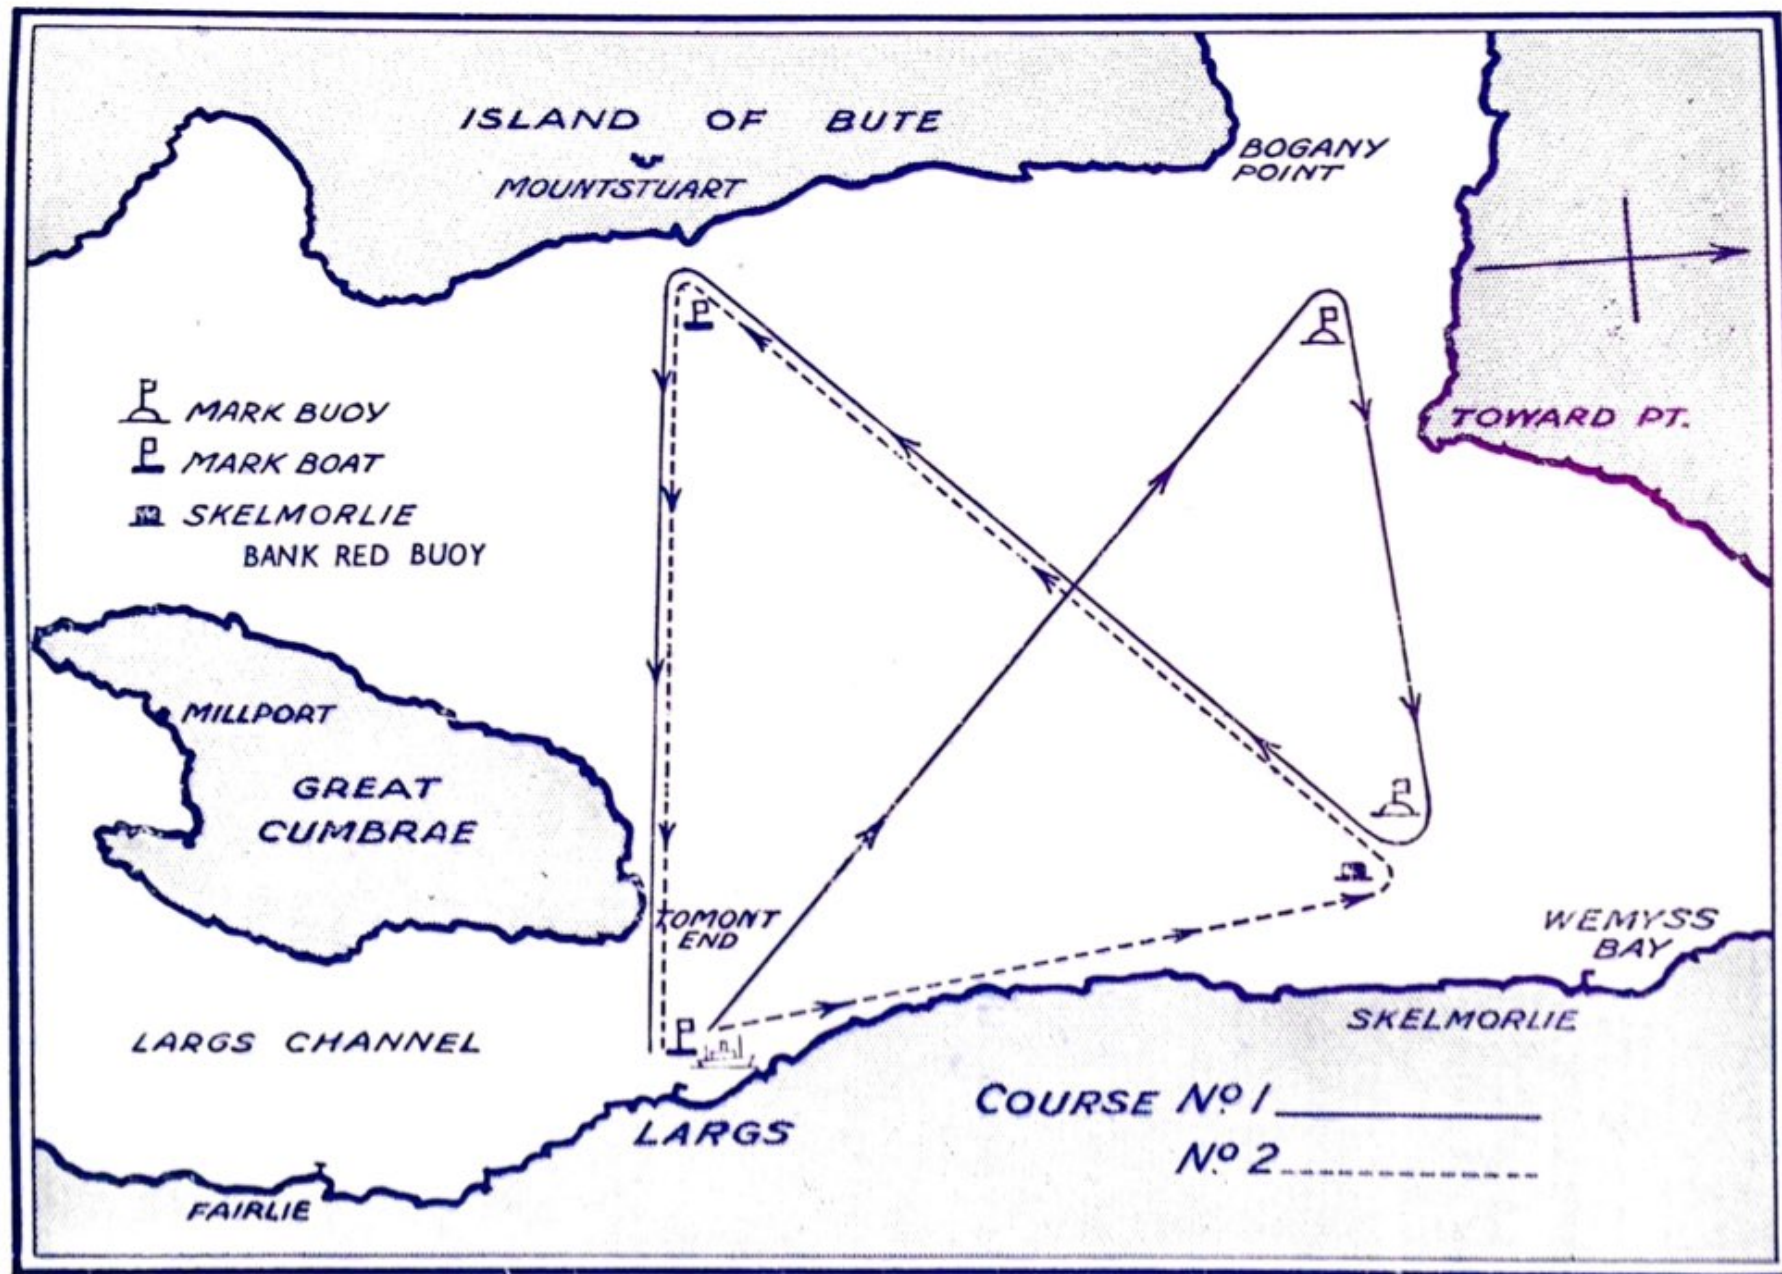 ISLAND OF BUTE
MOUNTSTUART
BOGANY
POINT
MARK BUOY
MARK BOAT
SKELMORLIE
BANK RED BUOY
TOWARD PT.
MILLPORT
GREAT
CUMBRAE
TOMONT
END
WEMYSS
BAY
LARGS CHANNEL
SKELMORLIE
LARGS
COURSE No 1
No 2
FAIRLIE